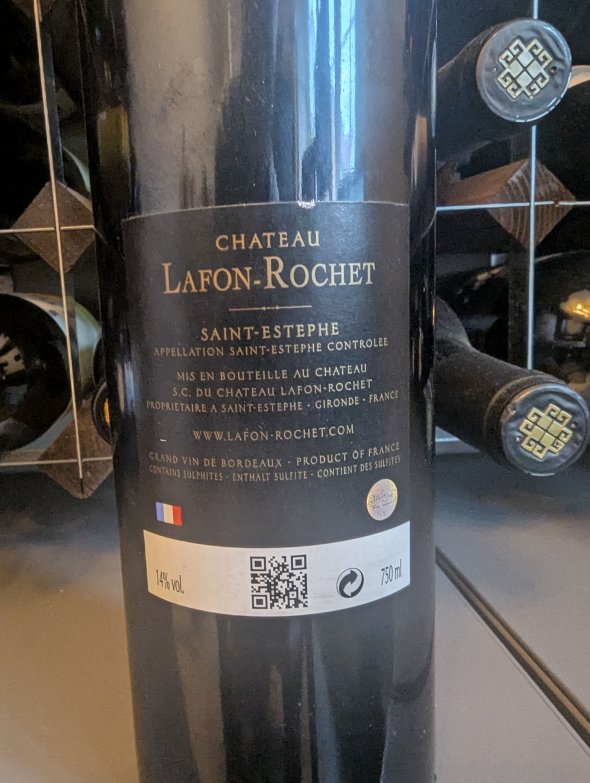 CHATEAU
LAFON-ROCHET
SAINT-ESTEPHE
APPELLATION SAINT-ESTEPHE CONTROLEE
MIS EN BOUTEILLE AU CHATEAU
S.C. DU CHATEAU LAFON-ROCHET
PROPRIETAIRE A SAINT-ESTEPHE · GIRONDE · FRANCE
WWW.LAFON-ROCHET.COM
GRAND VIN DE BORDEAUX · PRODUCT OF FRANCE
CONTAINS SULPHITES · ENTHALT SULFITE · CONTIENT DES SULFITES
14% vol.
750 ml